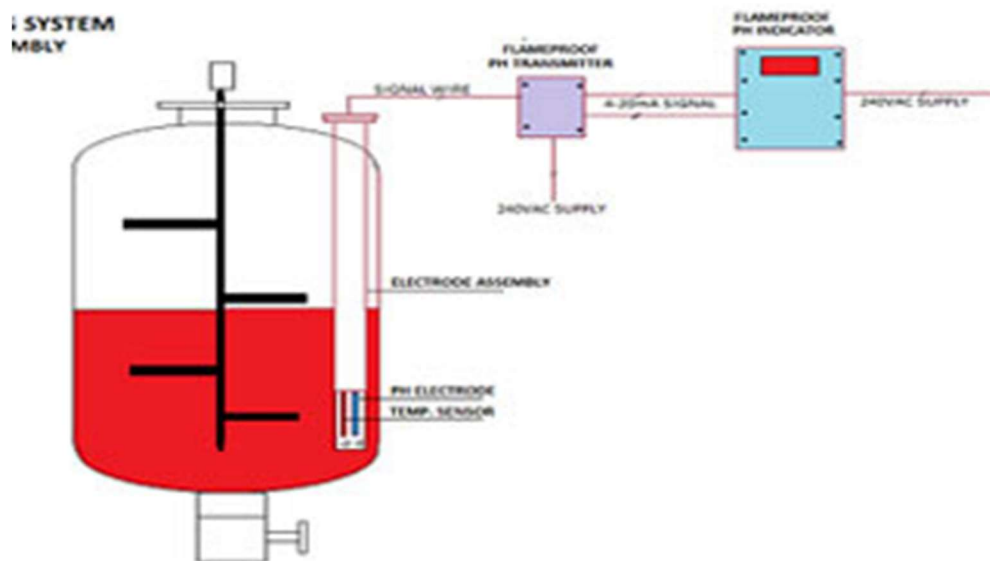 SYSTEM
MBLY
FLAMEPROOF
PH TRANSMITTER
FLAMEPROOF
PH INDICATOR
SIGNAL WIRE
4-20mA SIGNAL
240VAC SUPPLY
240VAC SUPPLY
ELECTRODE ASSEMBLY
PH ELECTRODE
TEMP. SENSOR